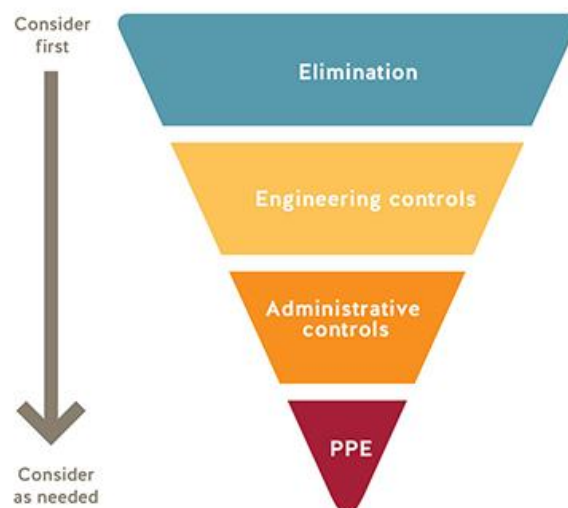 Consider
first
Elimination
Engineering controls
Administrative
controls
PPE
Consider
as needed